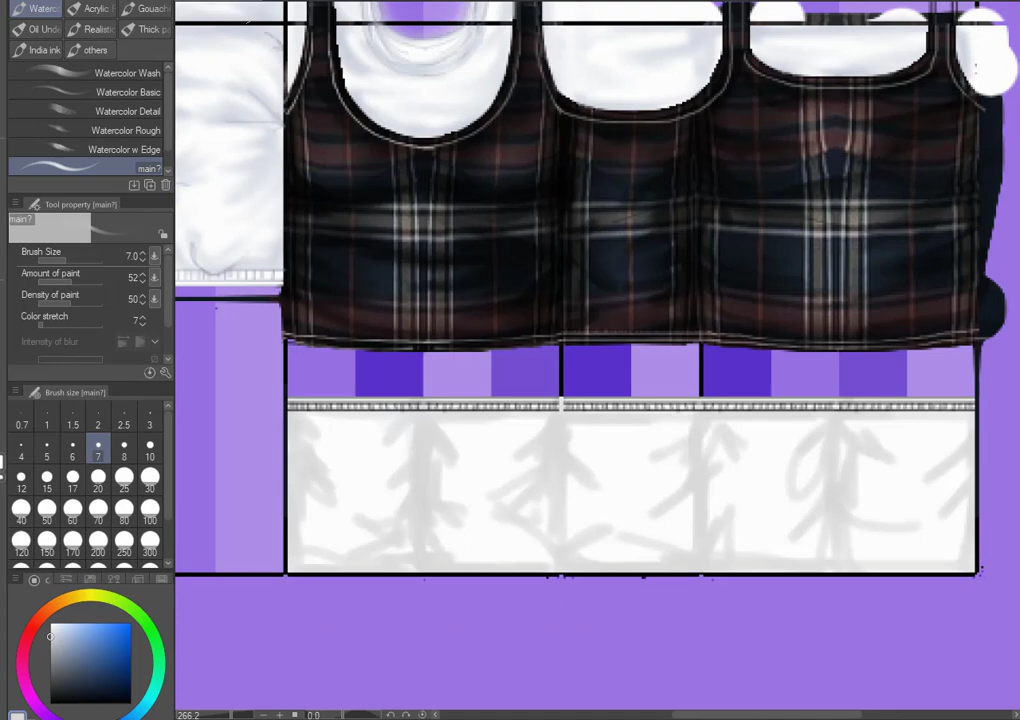 Waterc Acrylic Gouach
Oil Und Realisti Thick p
India ink others
Watercolor Wash
Watercolor Basic
Watercolor Detail
Watercolor Rough
Watercolor w Edge
main?
Tool property [main?]
main?
Brush Size 7.0
Amount of paint 52
Density of paint 50
Color stretch 7
Intensity of blur
Brush size [main?]
0.7 1 1.5 2 2.5 3
4 5 6 7 8 10
12 15 17 20 25 30
40 50 60 70 80 100
120 150 170 200 250 300
266.2 0.0